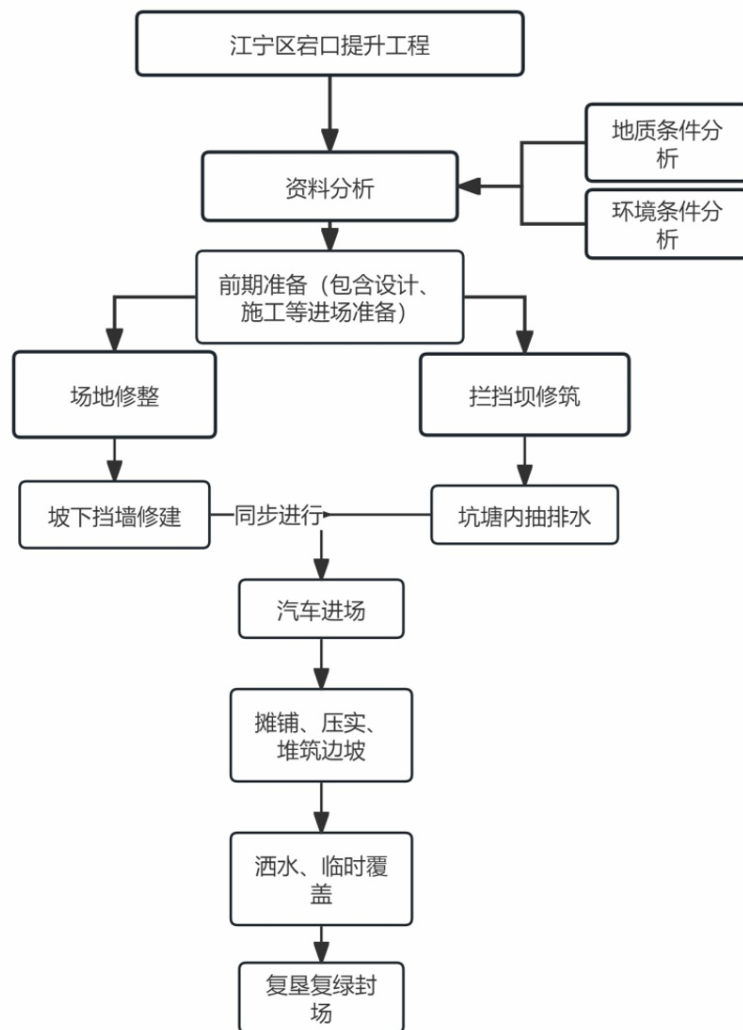 江宁区宕口提升工程
地质条件分
析
资料分析
环境条件分
析
前期准备（包含设计、
施工等进场准备）
场地修整
拦挡坝修筑
坡下挡墙修建
同步进行
坑塘内抽排水
汽车进场
摊铺、压实、
堆筑边坡
洒水、临时覆
盖
复垦复绿封
场